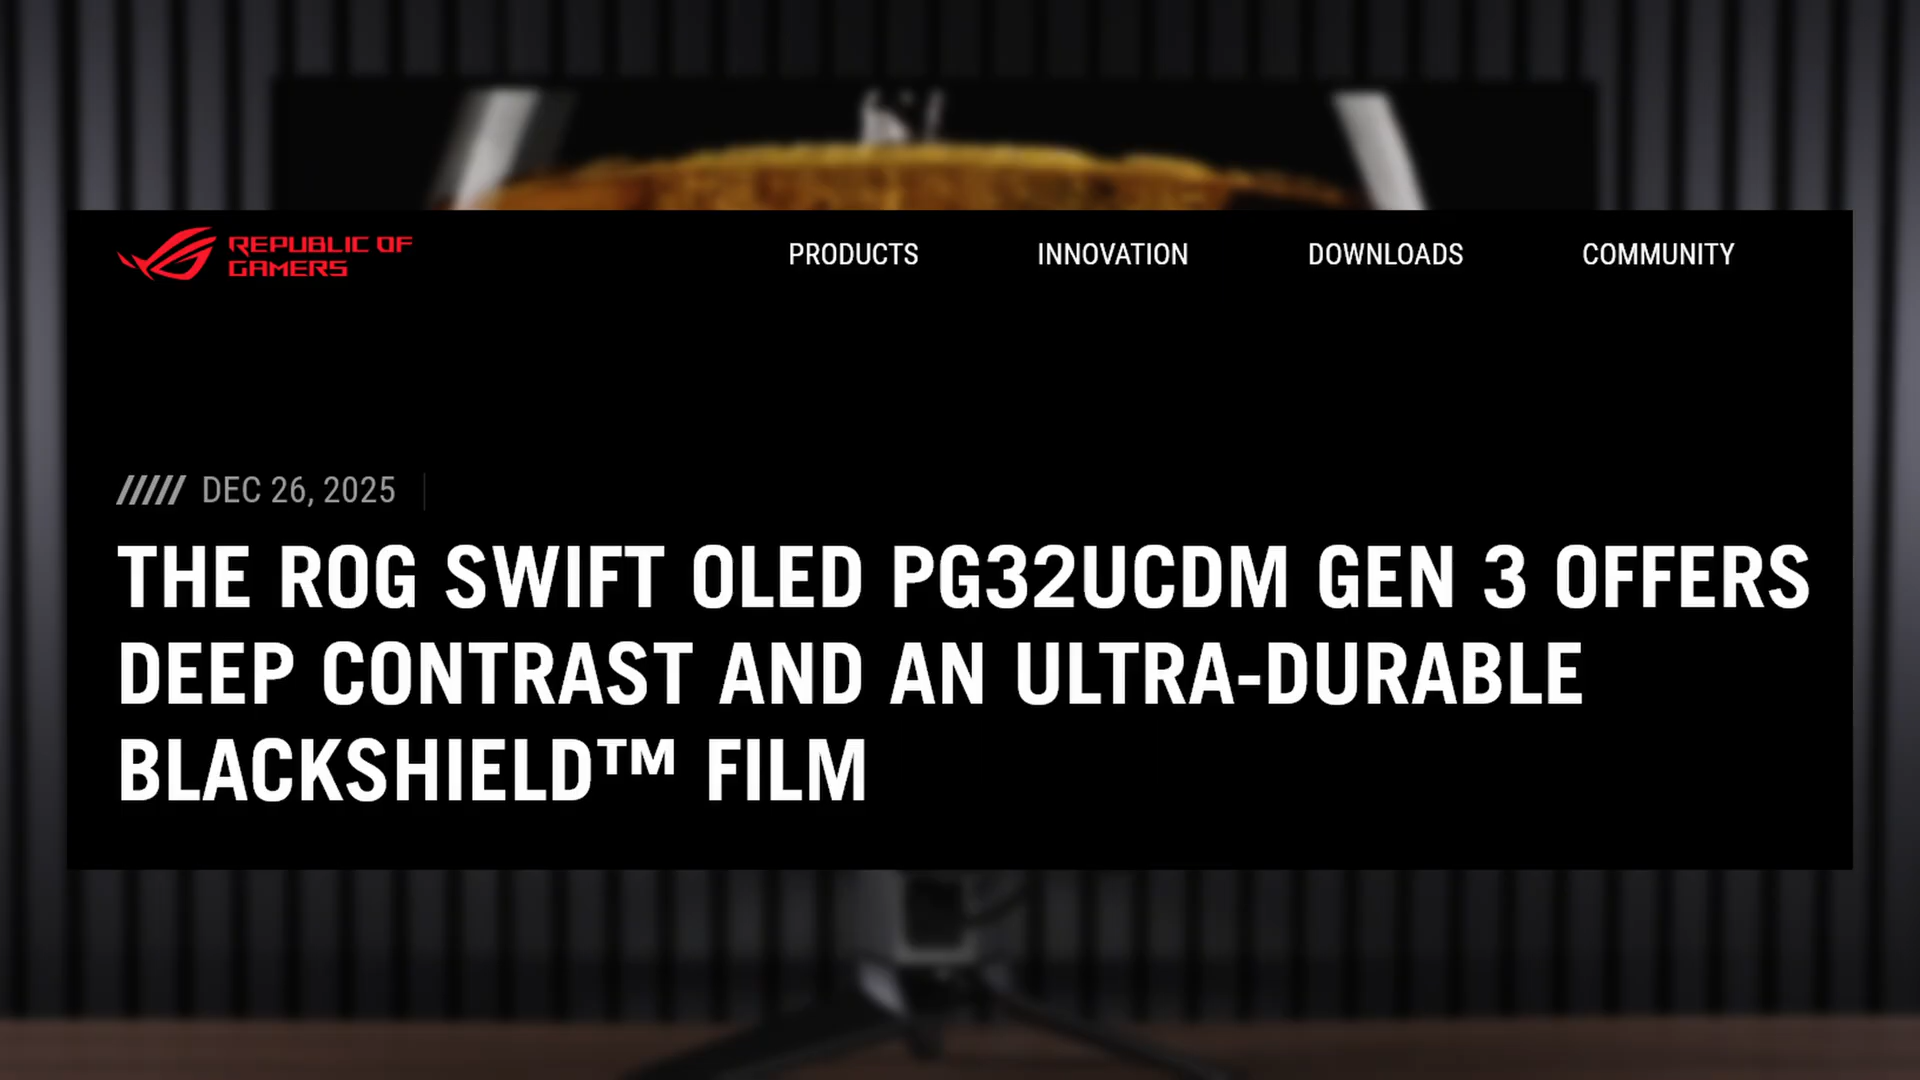 REPUBLIC OF
GAMERS
PRODUCTS INNOVATION DOWNLOADS COMMUNITY
DEC 26, 2025
THE ROG SWIFT OLED PG32UCDM GEN 3 OFFERS
DEEP CONTRAST AND AN ULTRA-DURABLE
BLACKSHIELD™ FILM